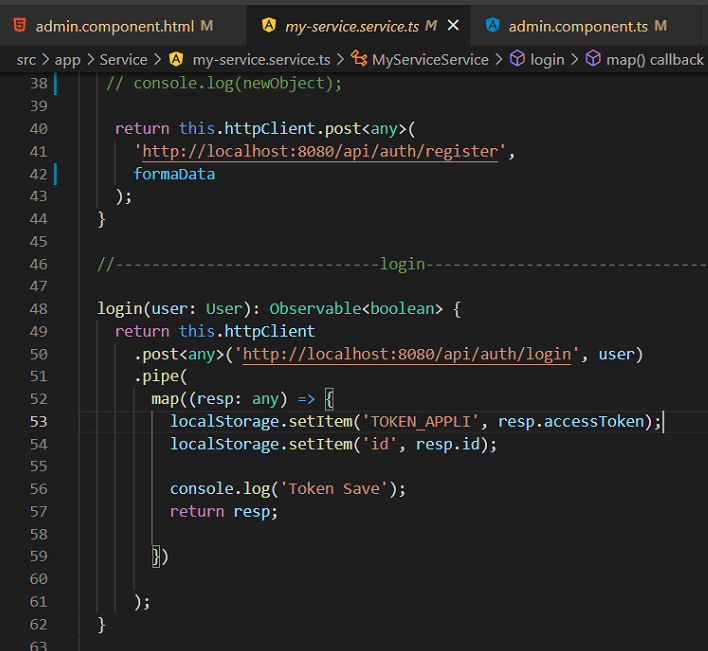 admin.component.html M my-service.service.ts M × admin.component.ts M
src > app > Service > my-service.service.ts > MyServiceService > login > map() callback
38 // console.log(newObject);
39
40 return this.httpClient.post<any>(
41 'http://localhost:8080/api/auth/register',
42 formaData
43 );
44 }
45
46 //-----------------------------login-------------------------------
47
48 login(user: User): Observable<boolean> {
49 return this.httpClient
50 .post<any>('http://localhost:8080/api/auth/login', user)
51 .pipe(
52 map((resp: any) => {
53 localStorage.setItem('TOKEN_APPLI', resp.accessToken);
54 localStorage.setItem('id', resp.id);
55
56 console.log('Token Save');
57 return resp;
58
59 })
60
61 );
62 }
63